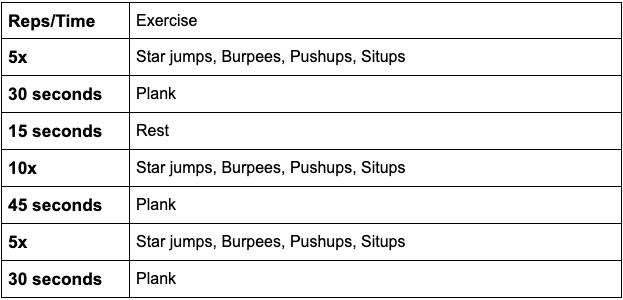 Reps/Time Exercise
5x Star jumps, Burpees, Pushups, Situps
30 seconds Plank
15 seconds Rest
10x Star jumps, Burpees, Pushups, Situps
45 seconds Plank
5x Star jumps, Burpees, Pushups, Situps
30 seconds Plank